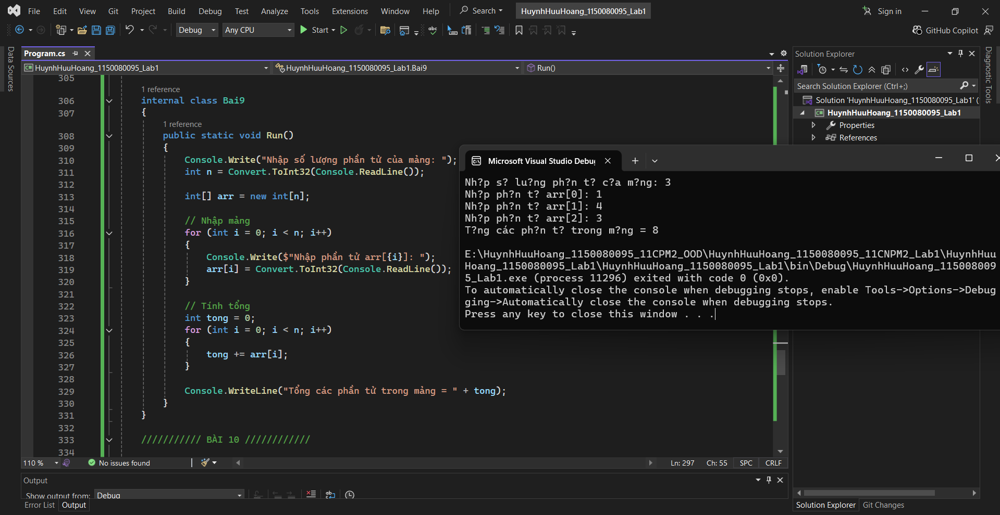 File Edit View Git Project Build Debug Test Analyze Tools Extensions Window Help Search HuynhHuuHoang_1150080095_Lab1 Sign in
Debug Any CPU Start GitHub Copilot
Data Sources
Program.cs
HuynhHuuHoang_1150080095_Lab1 HuynhHuuHoang_1150080095_Lab1.Bai9 Run()
305
1 reference
306 internal class Bai9
307 {
1 reference
308 public static void Run()
309 {
310 Console.Write("Nhập số lượng phần tử của mảng: ");
311 int n = Convert.ToInt32(Console.ReadLine());
312
313 int[] arr = new int[n];
314
315 // Nhập mảng
316 for (int i = 0; i < n; i++)
317 {
318 Console.Write($"Nhập phần tử arr[{i}]: ");
319 arr[i] = Convert.ToInt32(Console.ReadLine());
320 }
321
322 // Tính tổng
323 int tong = 0;
324 for (int i = 0; i < n; i++)
325 {
326 tong += arr[i];
327 }
328
329 Console.WriteLine("Tổng các phần tử trong mảng = " + tong);
330 }
331 }
332
333 /////////// BÀI 10 ////////////
334
110 % No issues found Ln: 297 Ch: 55 SPC CRLF
Output
Show output from: Debug
Error List Output
Microsoft Visual Studio Debug
Nh?p s? lu?ng ph?n t? c?a m?ng: 3
Nh?p ph?n t? arr[0]: 1
Nh?p ph?n t? arr[1]: 4
Nh?p ph?n t? arr[2]: 3
T?ng các ph?n t? trong m?ng = 8
E:\HuynhHuuHoang_1150080095_11CPM2_OOD\HuynhHuuHoang_1150080095_11CNPM2_Lab1\HuynhHuu
Hoang_1150080095_Lab1\HuynhHuuHoang_1150080095_Lab1\bin\Debug\HuynhHuuHoang_115008009
5_Lab1.exe (process 11296) exited with code 0 (0x0).
To automatically close the console when debugging stops, enable Tools->Options->Debug
ging->Automatically close the console when debugging stops.
Press any key to close this window . . .
Solution Explorer
Search Solution Explorer (Ctrl+;)
Solution 'HuynhHuuHoang_1150080095_Lab1' (
HuynhHuuHoang_1150080095_Lab1
Properties
References
Solution Explorer Git Changes
Diagnostic Tools